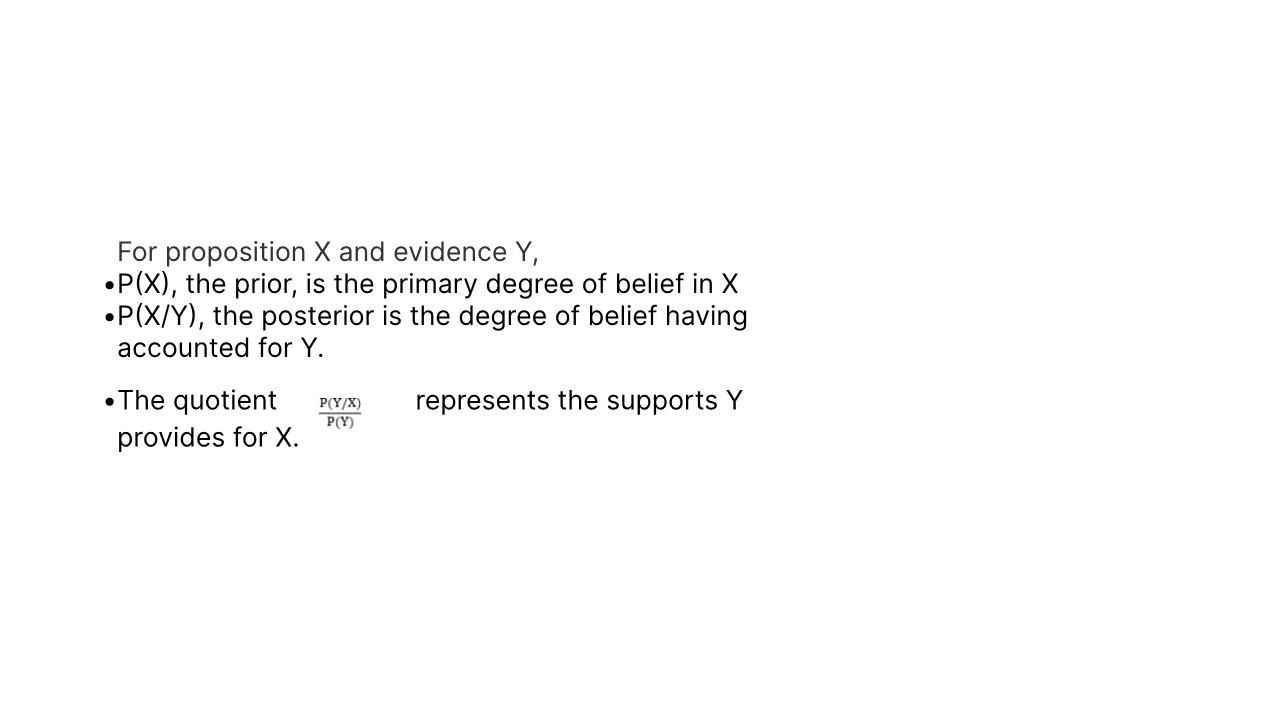 For proposition X and evidence Y,
•P(X), the prior, is the primary degree of belief in X
•P(X/Y), the posterior is the degree of belief having
accounted for Y.
•The quotient P(Y/X)/P(Y) represents the supports Y
provides for X.